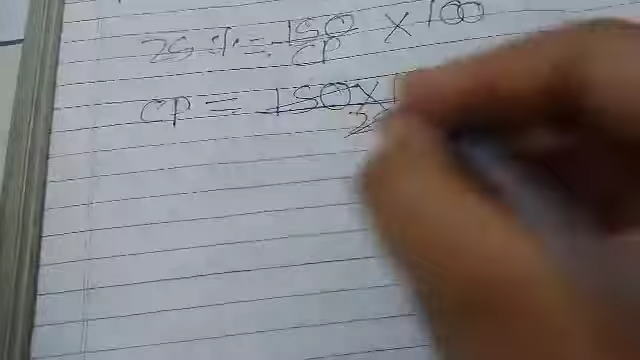 25 % = 150/CP × 100
CP = 150×